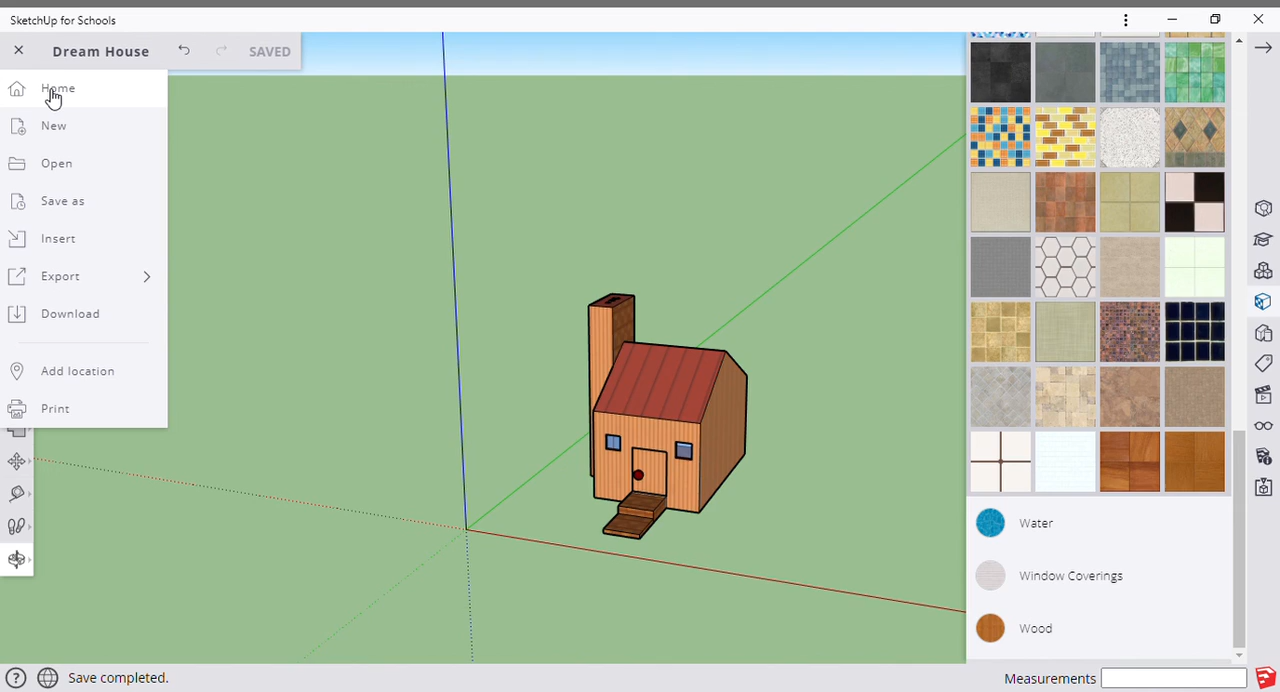 SketchUp for Schools
Dream House SAVED
Home
New
Open
Save as
Insert
Export
Download
Add location
Print
Water
Window Coverings
Wood
Save completed.
Measurements